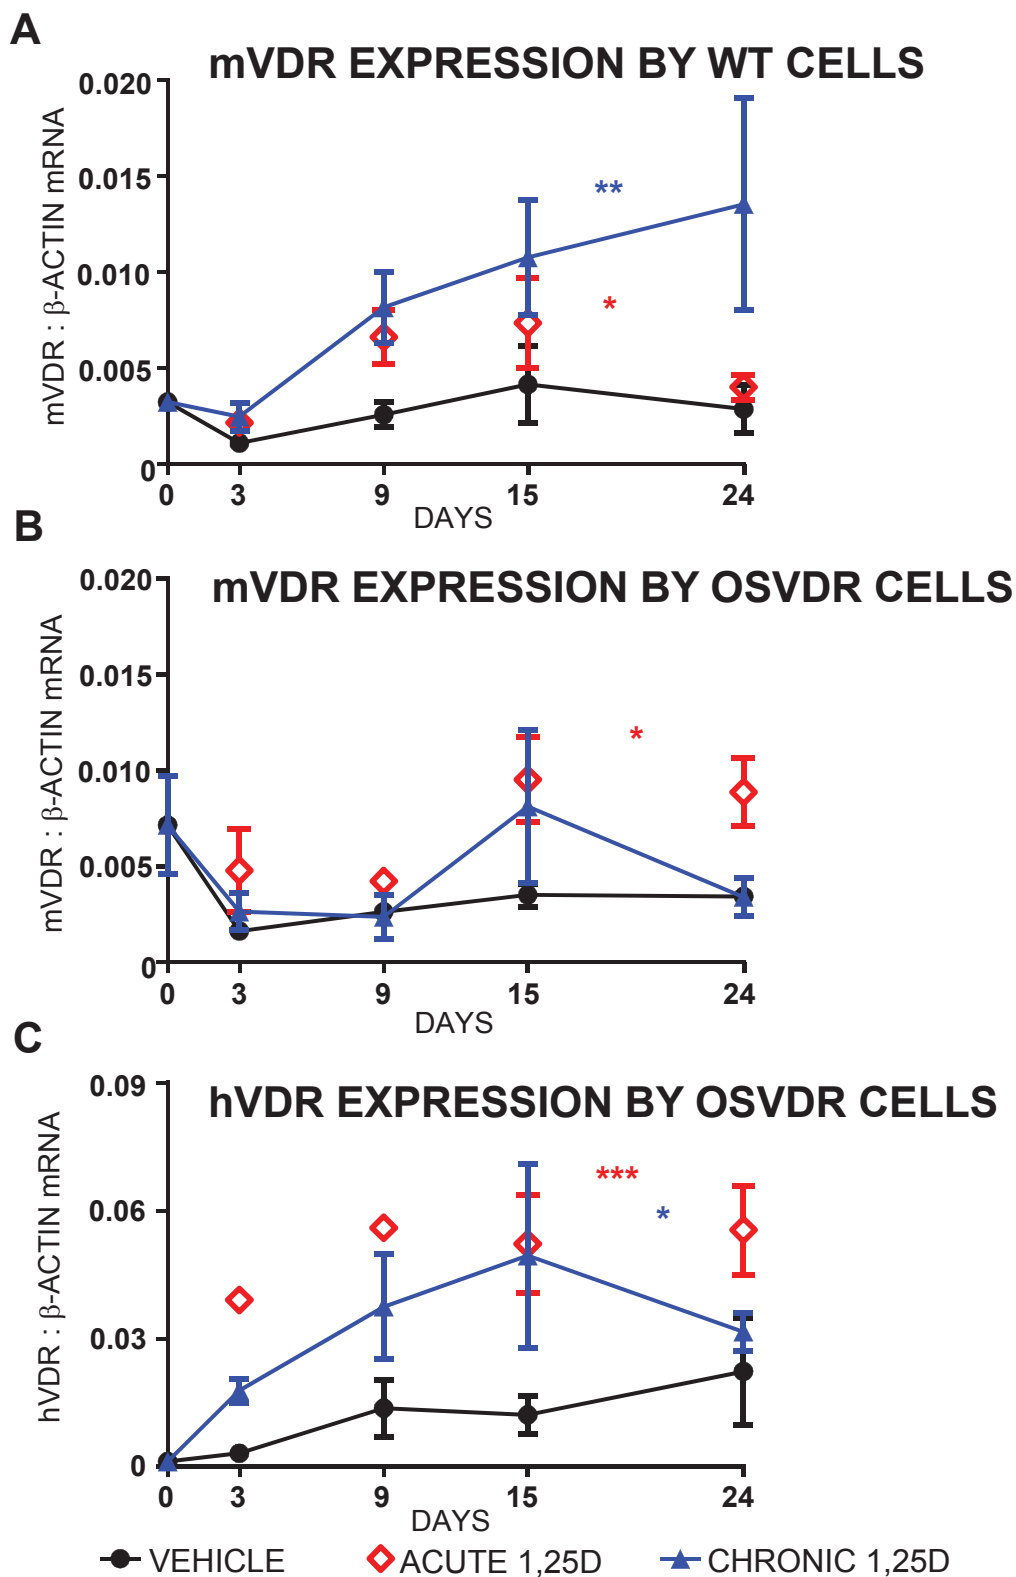 A
mVDR EXPRESSION BY WT CELLS
mVDR : β-ACTIN mRNA
0.020
0.015
0.010
0.005
0
**
*
0 3 9 15 24
DAYS
B
mVDR EXPRESSION BY OSVDR CELLS
mVDR : β-ACTIN mRNA
0.020
0.015
0.010
0.005
0
*
0 3 9 15 24
DAYS
C
hVDR EXPRESSION BY OSVDR CELLS
hVDR : β-ACTIN mRNA
0.09
0.06
0.03
0
***
*
0 3 9 15 24
DAYS
VEHICLE ACUTE 1,25D CHRONIC 1,25D